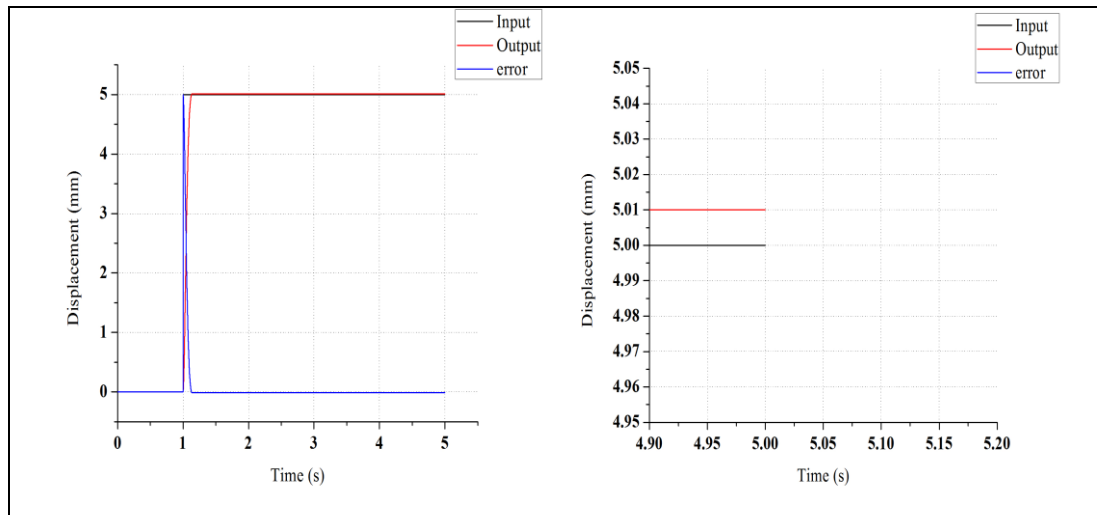 Input
Output
error
Displacement (mm)
5
4
3
2
1
0
0 1 2 3 4 5
Time (s)
Input
Output
error
Displacement (mm)
5.05
5.04
5.03
5.02
5.01
5.00
4.99
4.98
4.97
4.96
4.95
4.90 4.95 5.00 5.05 5.10 5.15 5.20
Time (s)